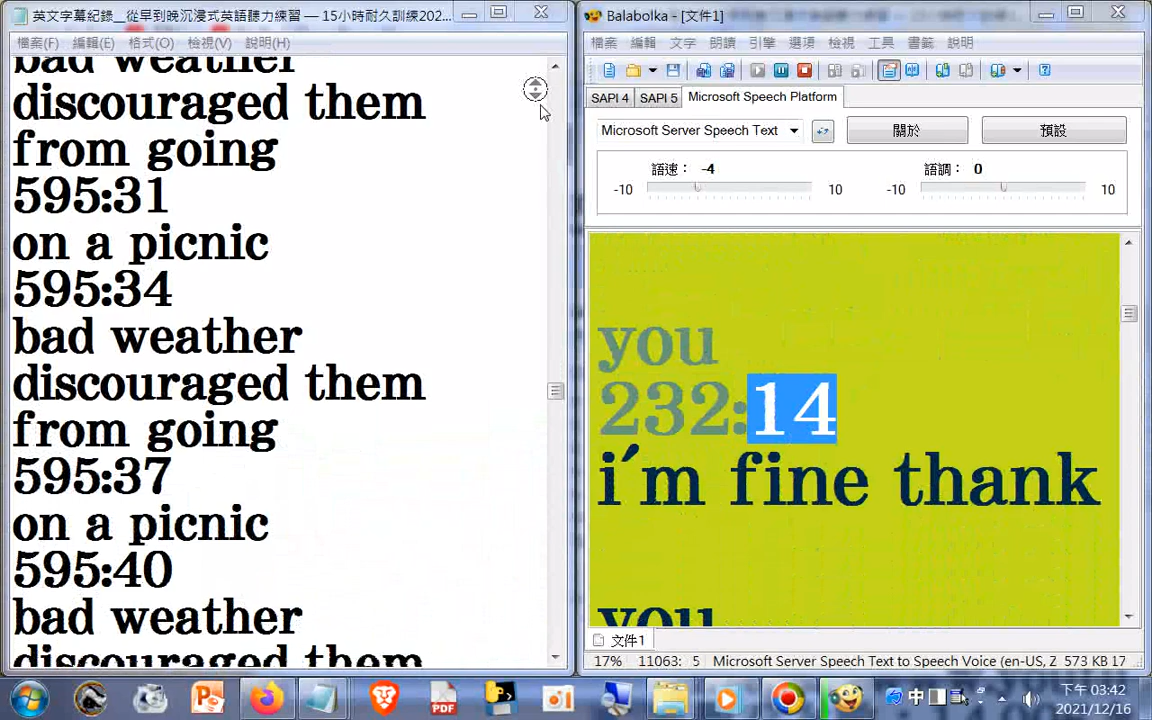 英文字幕紀錄__從早到晚沉浸式英語聽力練習 — 15小時耐久訓練202...
檔案(F) 編輯(E) 格式(O) 檢視(V) 說明(H)
bad weather
discouraged them
from going
595:31
on a picnic
595:34
bad weather
discouraged them
from going
595:37
on a picnic
595:40
bad weather
discouraged them
Balabolka - [文件1]
檔案 編輯 文字 朗讀 引擎 選項 檢視 工具 書籤 說明
SAPI 4 SAPI 5 Microsoft Speech Platform
Microsoft Server Speech Text 關於 預設
語速： -4 語調： 0
-10 10 -10 10
you
232:14
i´m fine thank
you
文件1
17% 11063: 5 Microsoft Server Speech Text to Speech Voice (en-US, Z 573 KB 17
PDF
中
下午 03:42
2021/12/16